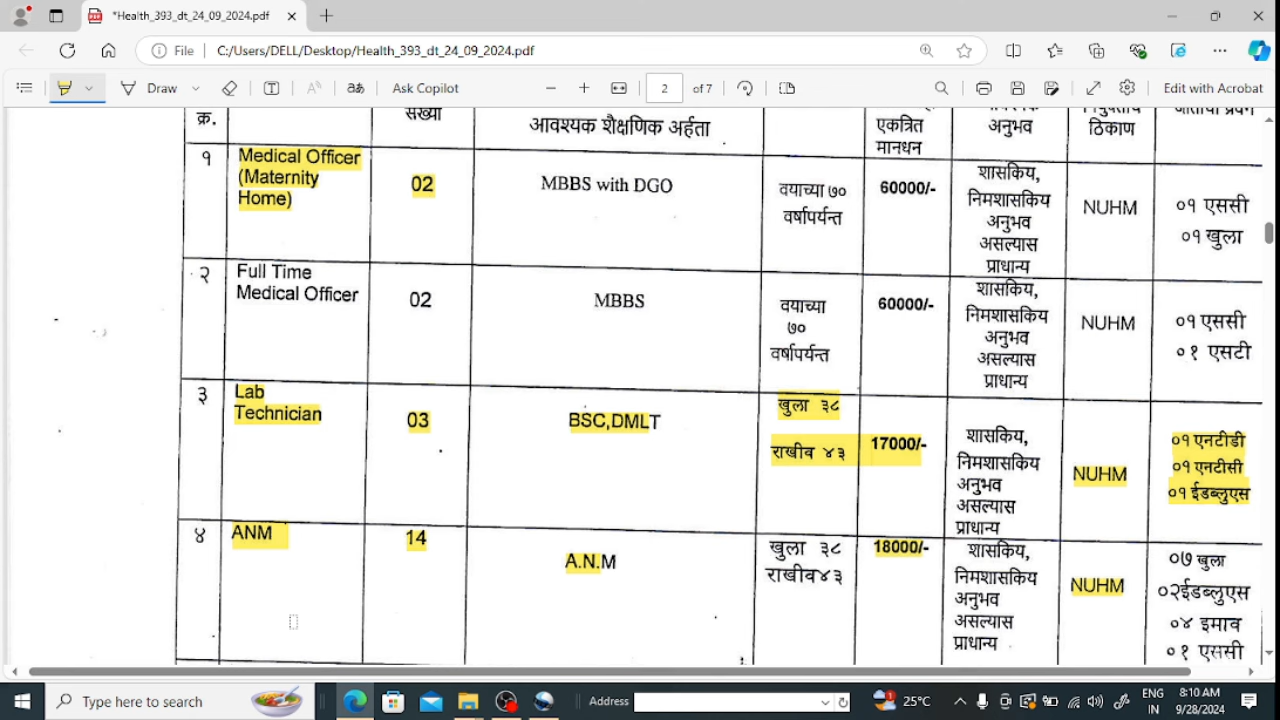 *Health_393_dt_24_09_2024.pdf
File C:/Users/DELL/Desktop/Health_393_dt_24_09_2024.pdf
Draw Ask Copilot 2 of 7 Edit with Acrobat
क्र. संख्या आवश्यक शैक्षणिक अर्हता एकत्रित मानधन अनुभव ठिकाण
१ Medical Officer (Maternity Home) 02 MBBS with DGO वयाच्या ७० वर्षापर्यन्त 60000/- शासकिय, निमशासकिय अनुभव असल्यास प्राधान्य NUHM ०१ एससी ०१ खुला
२ Full Time Medical Officer 02 MBBS वयाच्या ७० वर्षापर्यन्त 60000/- शासकिय, निमशासकिय अनुभव असल्यास प्राधान्य NUHM ०१ एससी ०१ एसटी
३ Lab Technician 03 BSC,DMLT खुला ३८ राखीव ४३ 17000/- शासकिय, निमशासकिय अनुभव असल्यास प्राधान्य NUHM ०१ एनटीडी ०१ एनटीसी ०१ ईडब्लुएस
४ ANM 14 A.N.M खुला ३८ राखीव४३ 18000/- शासकिय, निमशासकिय अनुभव असल्यास प्राधान्य NUHM ०७ खुला ०२ईडब्लुएस ०४ इमाव ०१ एससी
Type here to search Address 25°C ENG IN 8:10 AM 9/28/2024